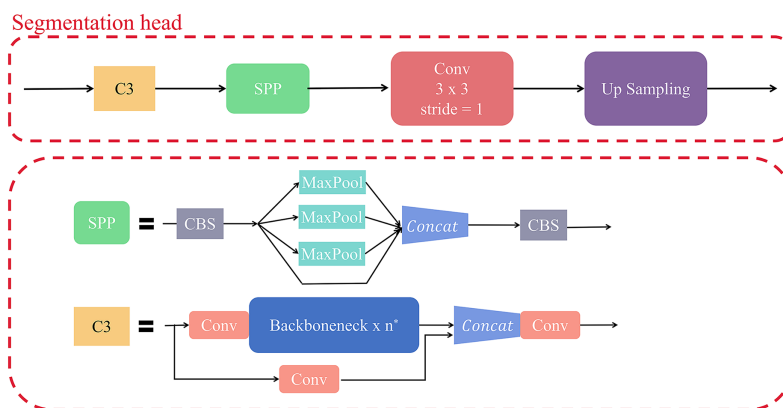 Segmentation head
C3
SPP
Conv
3 x 3
stride = 1
Up Sampling
MaxPool
SPP
=
CBS
MaxPool
Concat
CBS
MaxPool
C3
=
Conv
Backboneneck x n*
Concat
Conv
Conv